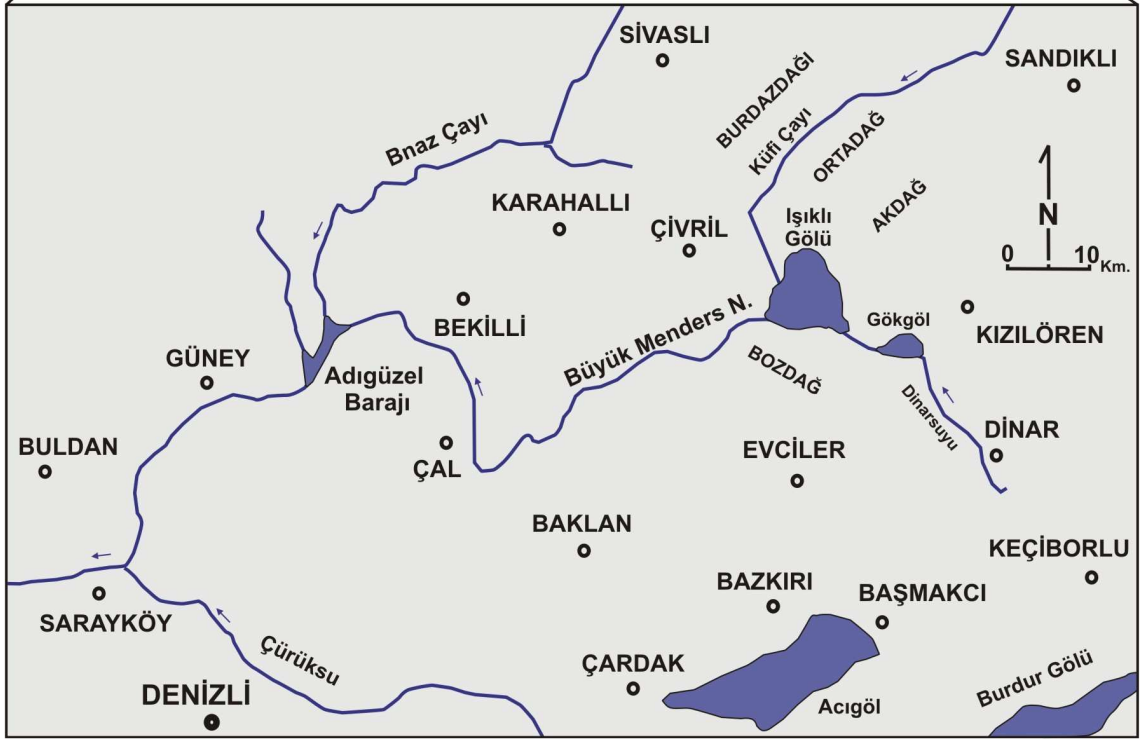 SİVASLI
SANDIKLI
BURDAZDAĞI
Küfi Çayı
ORTADAĞ
Bnaz Çayı
AKDAĞ
KARAHALLI
Işıklı
Gölü
ÇİVRİL
N
0 10 Km.
BEKİLLİ
Büyük Menders N.
Gökgöl
KIZILÖREN
GÜNEY
Adıgüzel
Barajı
BOZDAĞ
Dinarsuyu
DİNAR
BULDAN
ÇAL
EVCİLER
BAKLAN
KEÇİBORLU
BAZKIRI
BAŞMAKCI
SARAYKÖY
Çürüksu
ÇARDAK
Burdur Gölü
DENİZLİ
Acıgöl